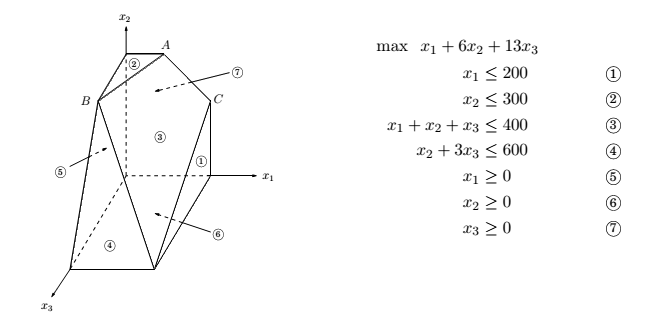 x₂
A
②
⑦
B
C
③
①
⑤
x₁
④
⑥
x₃
max x₁ + 6x₂ + 13x₃
x₁ ≤ 200 ①
x₂ ≤ 300 ②
x₁ + x₂ + x₃ ≤ 400 ③
x₂ + 3x₃ ≤ 600 ④
x₁ ≥ 0 ⑤
x₂ ≥ 0 ⑥
x₃ ≥ 0 ⑦